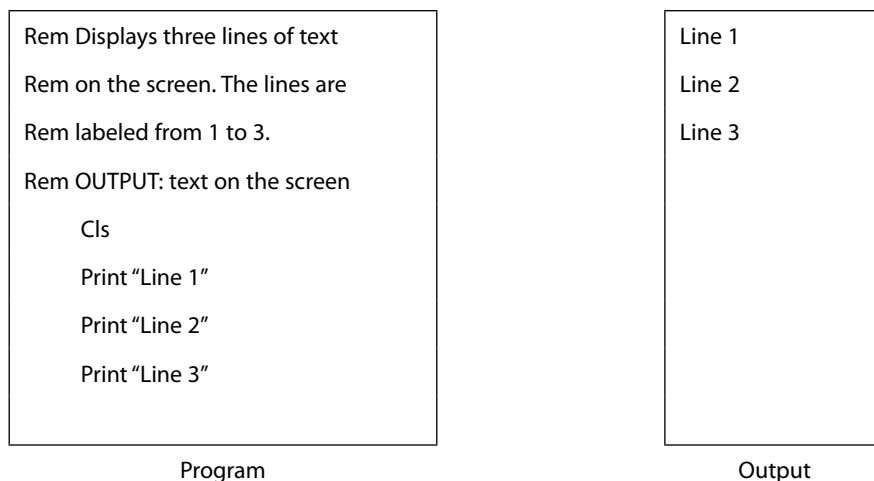 Rem Displays three lines of text
Rem on the screen. The lines are
Rem labeled from 1 to 3.
Rem OUTPUT: text on the screen
Cls
Print “Line 1”
Print “Line 2”
Print “Line 3”
Program
Line 1
Line 2
Line 3
Output